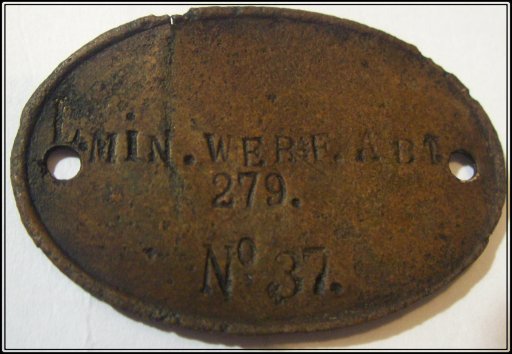 L. MIN. WERF. ABt.
279.
Nº 37.